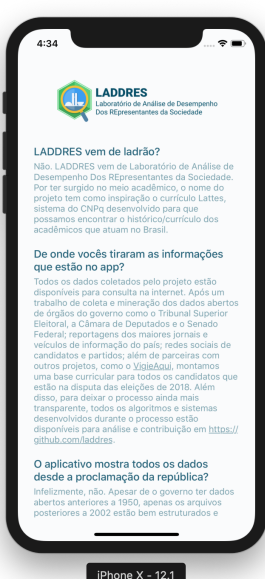 4:34
LADDRES
Laboratório de Análise de Desempenho
Dos REpresentantes da Sociedade
LADDRES vem de ladrão?
Não. LADDRES vem de Laboratório de Análise de
Desempenho Dos REpresentantes da Sociedade.
Por ter surgido no meio acadêmico, o nome do
projeto tem como inspiração o currículo Lattes,
sistema do CNPq desenvolvido para que
possamos encontrar o histórico/currículo dos
acadêmicos que atuam no Brasil.
De onde vocês tiraram as informações
que estão no app?
Todos os dados coletados pelo projeto estão
disponíveis para consulta na internet. Após um
trabalho de coleta e mineração dos dados abertos
de órgãos do governo como o Tribunal Superior
Eleitoral, a Câmara de Deputados e o Senado
Federal; reportagens dos maiores jornais e
veículos de informação do país; redes sociais de
candidatos e partidos; além de parceiras com
outros projetos, como o VigieAqui, montamos
uma base curricular para todos os candidatos que
estão na disputa das eleições de 2018. Além
disso, para deixar o processo ainda mais
transparente, todos os algoritmos e sistemas
desenvolvidos durante o processo estão
disponíveis para análise e contribuição em https://
github.com/laddres.
O aplicativo mostra todos os dados
desde a proclamação da república?
Infelizmente, não. Apesar de o governo ter dados
abertos anteriores a 1950, apenas os arquivos
posteriores a 2002 estão bem estruturados e
iPhone X - 12.1